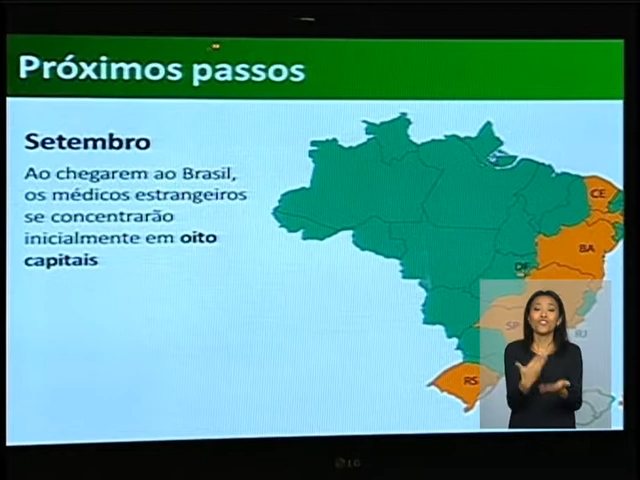 Próximos passos
Setembro
Ao chegarem ao Brasil,
os médicos estrangeiros
se concentrarão
inicialmente em oito
capitais
CE
BA
DF
SP
RJ
RS
LG